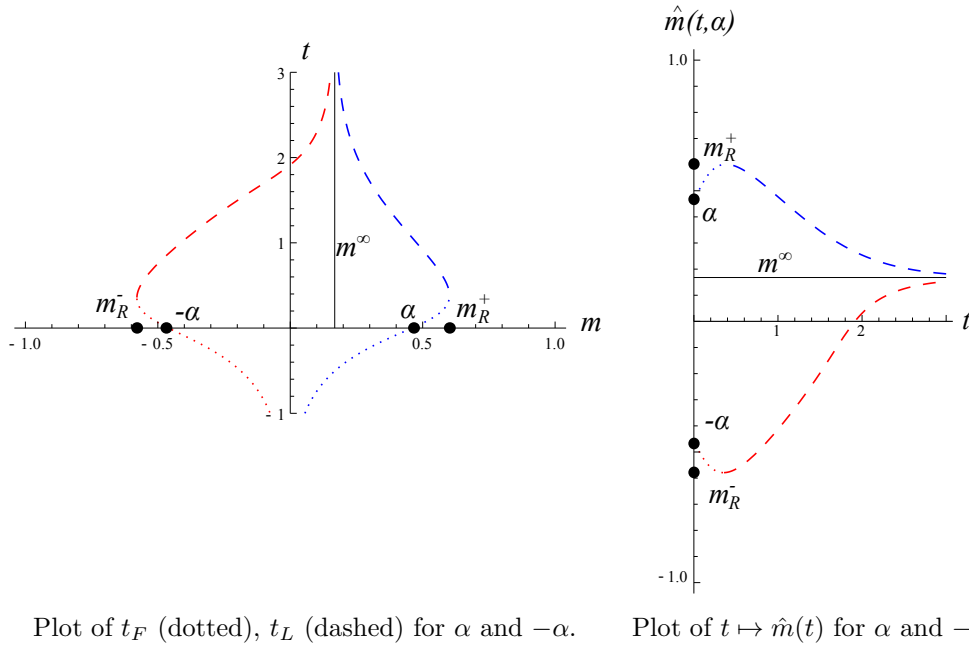 m̂(t,α)
t
3
1.0
2
m_R^+
α
1
m^∞
m^∞
m_R^-
-α
α
m_R^+
m
t
-1.0
-0.5
0.5
1.0
1
2
-α
-1
m_R^-
-1.0
Plot of t_F (dotted), t_L (dashed) for α and −α.
Plot of t ↦ m̂(t) for α and −